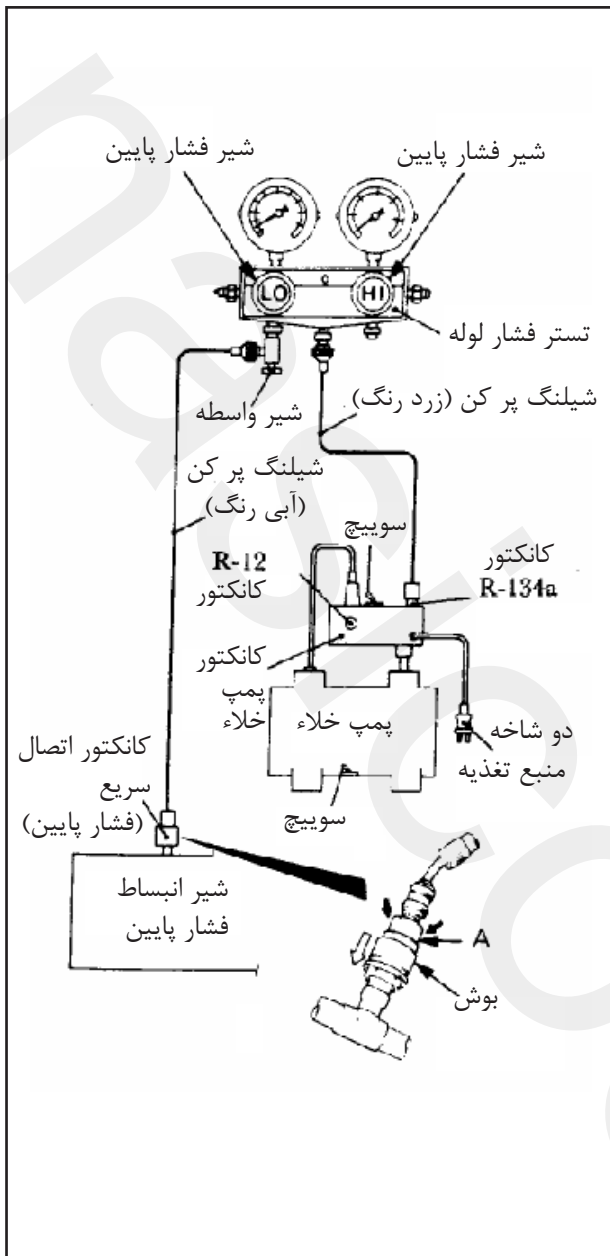 شیر فشار پایین
شیر فشار پایین
LO
HI
تستر فشار لوله
شیر واسطه
شیلنگ پر کن (زرد رنگ)
شیلنگ پر کن
(آبی رنگ)
سوییچ
R-12
کانکتور
کانکتور
R-134a
کانکتور
پمپ
خلاء
پمپ خلاء
دو شاخه
منبع تغذیه
سوییچ
کانکتور اتصال
سریع
(فشار پایین)
شیر انبساط
فشار پایین
A
بوش